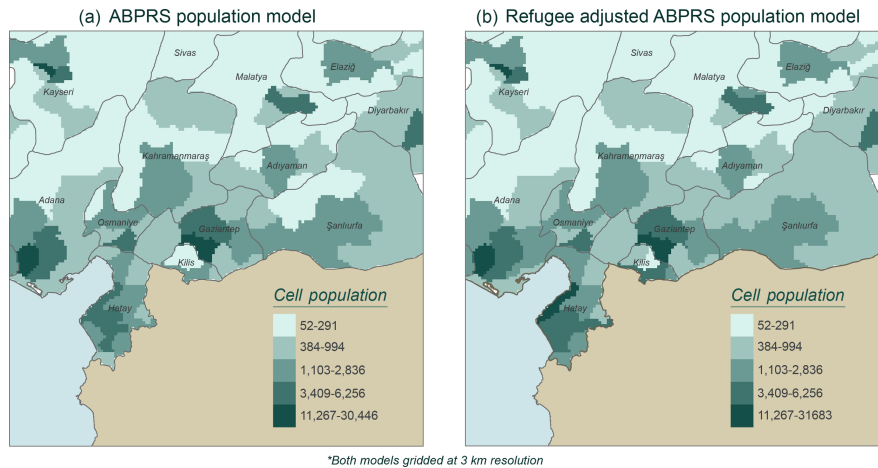 (a) ABPRS population model
Sivas
Elazığ
Malatya
Kayseri
Diyarbakır
Kahramanmaraş
Adıyaman
Adana
Osmaniye
Gaziantep
Şanlıurfa
Kilis
Hatay
Cell population
52-291
384-994
1,103-2,836
3,409-6,256
11,267-30,446
(b) Refugee adjusted ABPRS population model
Sivas
Elazığ
Malatya
Kayseri
Diyarbakır
Kahramanmaraş
Adıyaman
Adana
Osmaniye
Gaziantep
Şanlıurfa
Kilis
Hatay
Cell population
52-291
384-994
1,103-2,836
3,409-6,256
11,267-31683
*Both models gridded at 3 km resolution